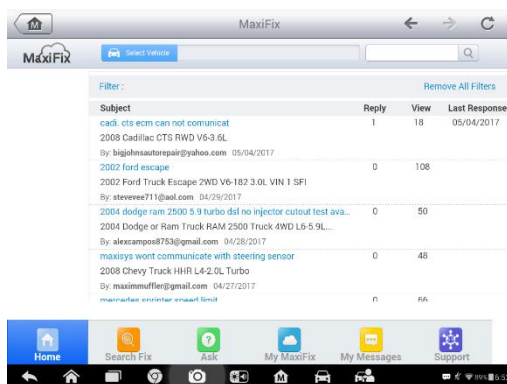 MaxiFix
MaxiFix
Select Vehicle
Filter :
Remove All Filters
Subject Reply View Last Response
cadi. cts ecm can not comunicat 1 18 05/04/2017
2008 Cadillac CTS RWD V6-3.6L
By: bigjohnsautorepair@yahoo.com 05/04/2017
2002 ford escape 0 108
2002 Ford Truck Escape 2WD V6-182 3.0L VIN 1 SFI
By: stevevee711@aol.com 04/29/2017
2004 dodge ram 2500 5.9 turbo dsl no injector cutout test ava... 0 50
2004 Dodge or Ram Truck RAM 2500 Truck 4WD L6-5.9L...
By: alexcampos8753@gmail.com 04/28/2017
maxisys wont communicate with steering sensor 0 48
2008 Chevy Truck HHR L4-2.0L Turbo
By: maximmuffler@gmail.com 04/27/2017
mercedes sprinter speed limit 0 66
Home Search Fix Ask My MaxiFix My Messages Support
89%